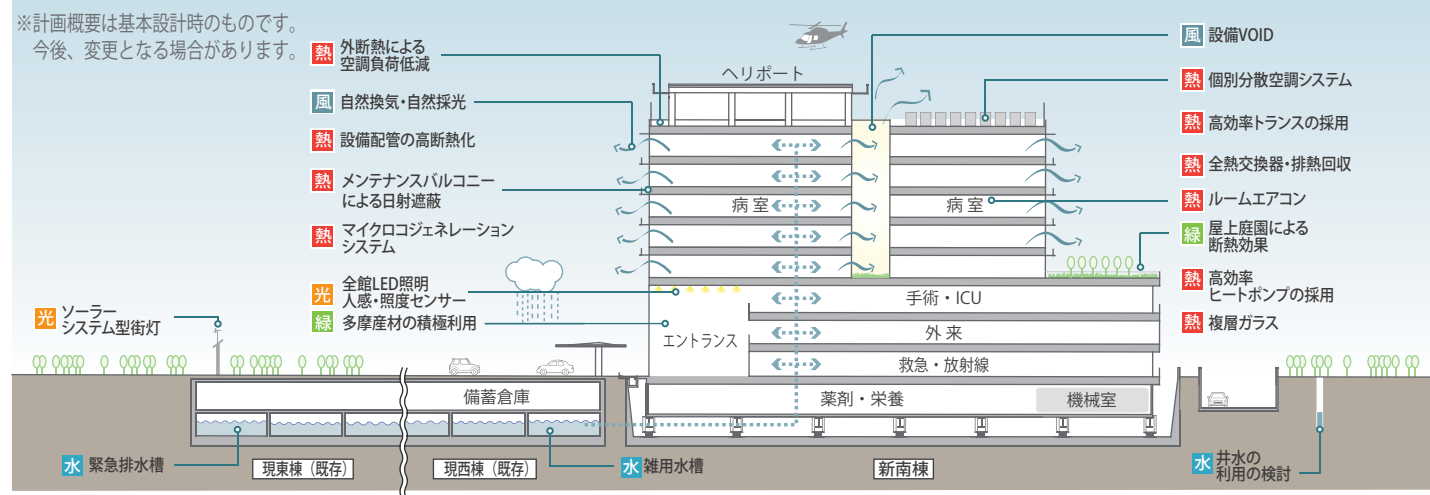 ※計画概要は基本設計時のものです。
今後、変更となる場合があります。
熱 外断熱による
空調負荷低減
風 自然換気・自然採光
熱 設備配管の高断熱化
熱 メンテナンスバルコニー
による日射遮蔽
熱 マイクロコジェネレーション
システム
光 全館LED照明
人感・照度センサー
緑 多摩産材の積極利用
光 ソーラー
システム型街灯
ヘリポート
病室
病室
手術・ICU
エントランス
外来
救急・放射線
薬剤・栄養
機械室
備蓄倉庫
風 設備VOID
熱 個別分散空調システム
熱 高効率トランスの採用
熱 全熱交換器・排熱回収
熱 ルームエアコン
緑 屋上庭園による
断熱効果
熱 高効率
ヒートポンプの採用
熱 複層ガラス
水 緊急排水槽
現東棟（既存）
現西棟（既存）
水 雑用水槽
新南棟
水 井水の
利用の検討